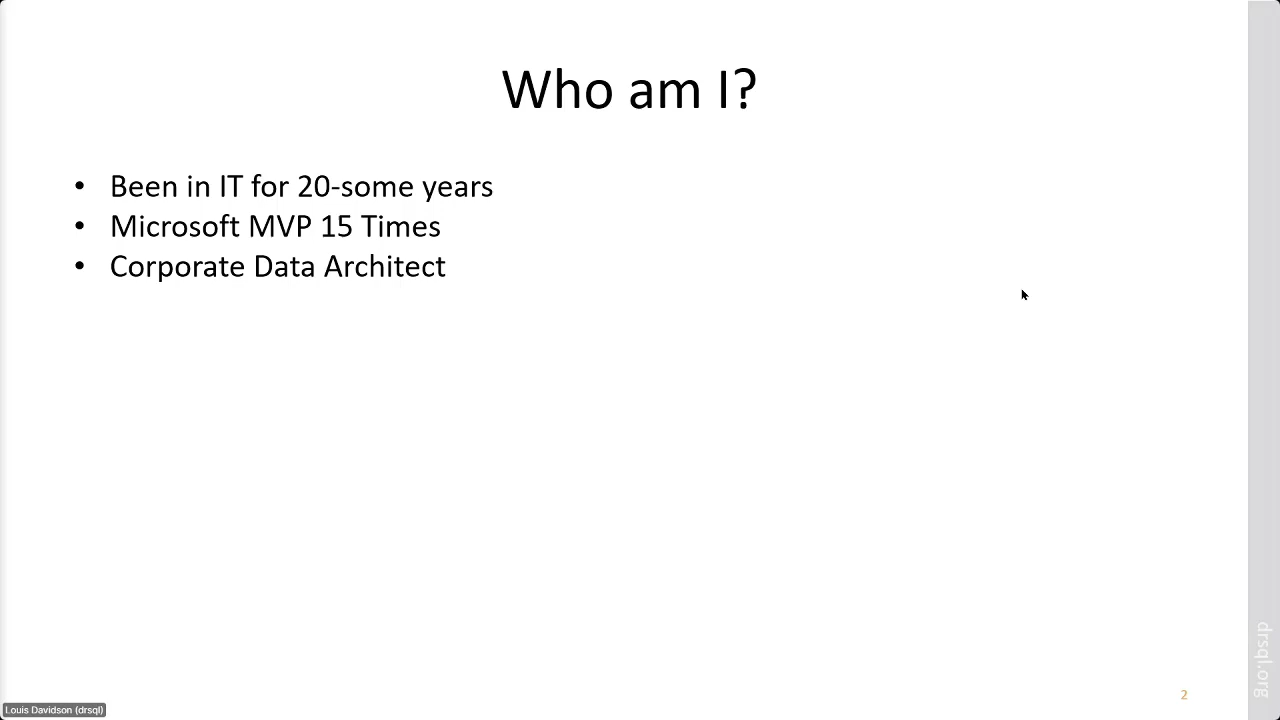 Who am I?
• Been in IT for 20-some years
• Microsoft MVP 15 Times
• Corporate Data Architect
drsql.org
2
Louis Davidson (drsql)